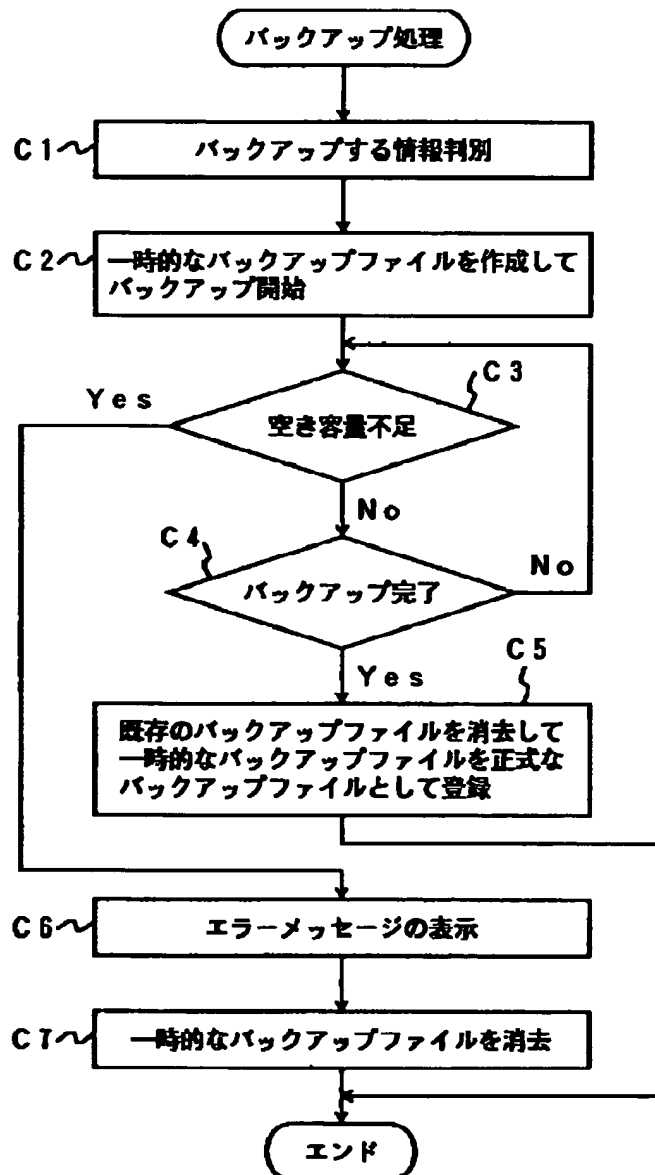 バックアップ処理
C1
バックアップする情報判別
C2
一時的なバックアップファイルを作成して
バックアップ開始
C3
Yes
空き容量不足
No
C4
No
バックアップ完了
C5
Yes
既存のバックアップファイルを消去して
一時的なバックアップファイルを正式な
バックアップファイルとして登録
C6
エラーメッセージの表示
C7
一時的なバックアップファイルを消去
エンド